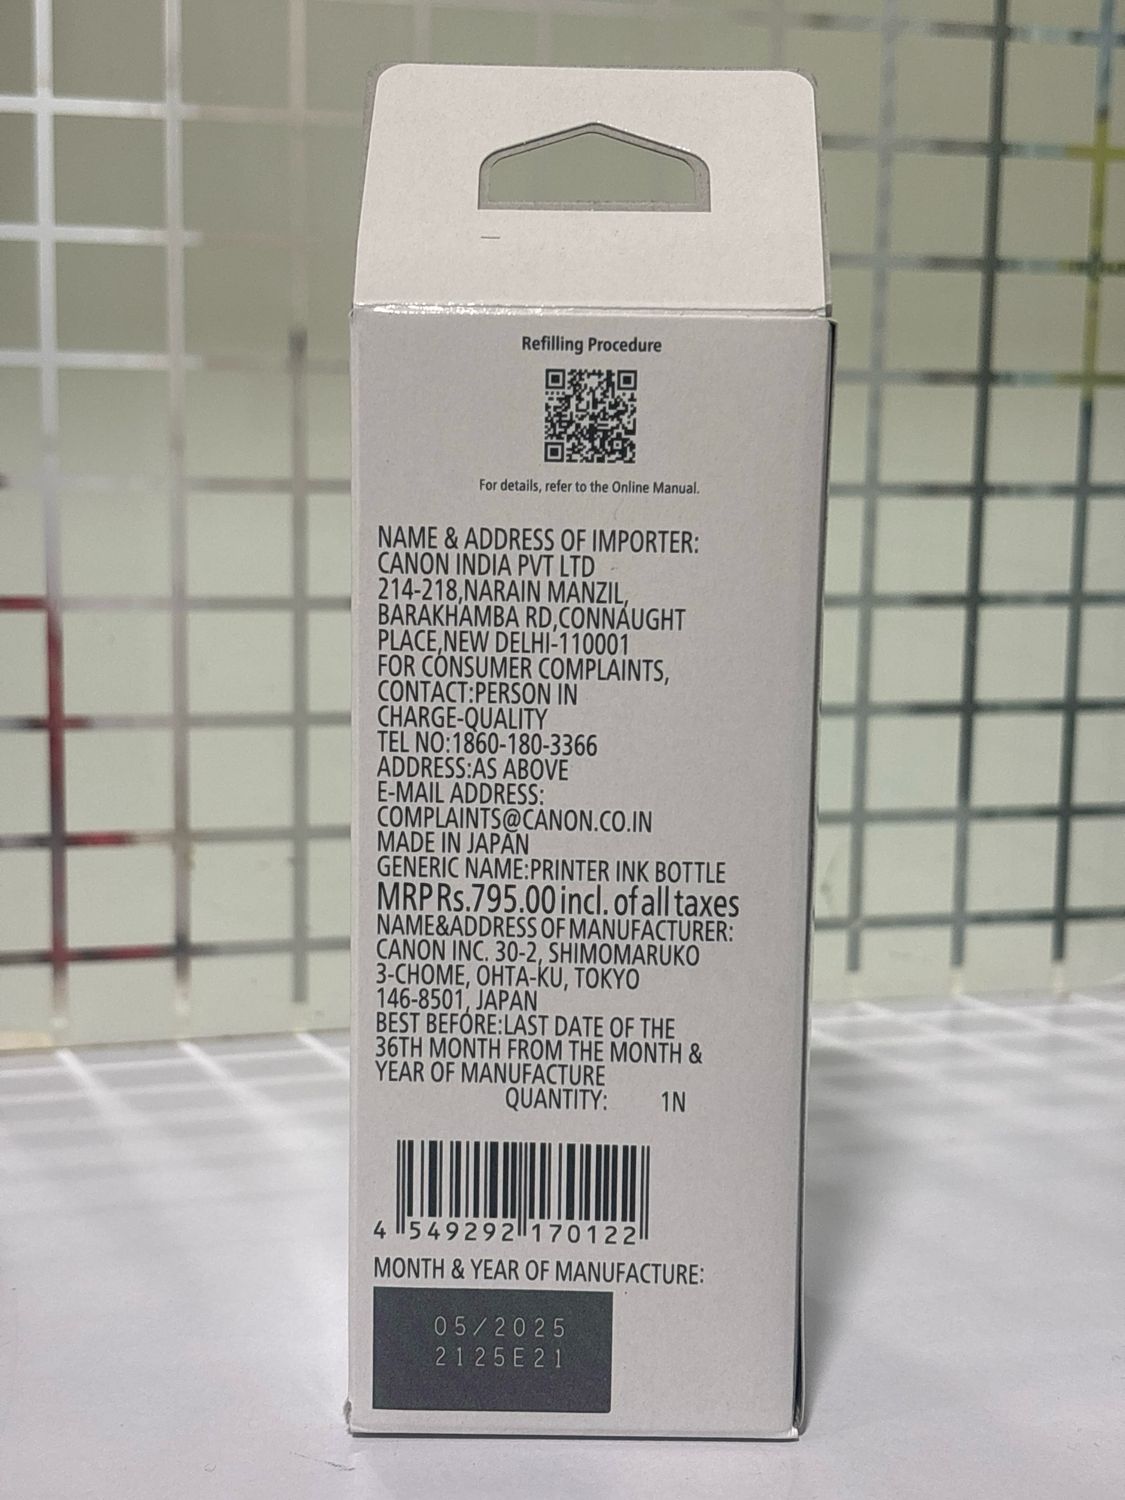 Refilling Procedure
For details, refer to the Online Manual.
NAME & ADDRESS OF IMPORTER:
CANON INDIA PVT LTD
214-218,NARAIN MANZIL,
BARAKHAMBA RD,CONNAUGHT
PLACE,NEW DELHI-110001
FOR CONSUMER COMPLAINTS,
CONTACT:PERSON IN
CHARGE-QUALITY
TEL NO:1860-180-3366
ADDRESS:AS ABOVE
E-MAIL ADDRESS:
COMPLAINTS@CANON.CO.IN
MADE IN JAPAN
GENERIC NAME:PRINTER INK BOTTLE
MRPRs.795.00 incl. of all taxes
NAME&ADDRESS OF MANUFACTURER:
CANON INC. 30-2, SHIMOMARUKO
3-CHOME, OHTA-KU, TOKYO
146-8501, JAPAN
BEST BEFORE:LAST DATE OF THE
36TH MONTH FROM THE MONTH &
YEAR OF MANUFACTURE
QUANTITY: 1N
4 549292 170122
MONTH & YEAR OF MANUFACTURE:
05/2025
2125E21